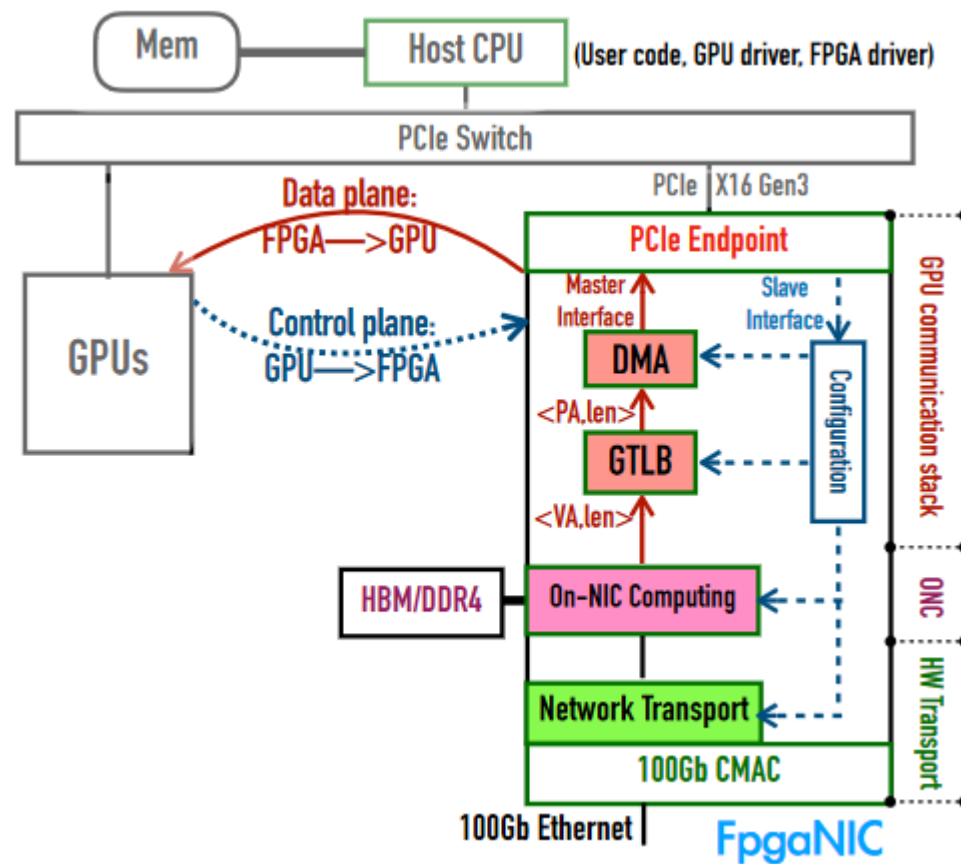 Mem
Host CPU
(User code, GPU driver, FPGA driver)
PCIe Switch
PCIe X16 Gen3
Data plane:
FPGA—–>GPU
PCIe Endpoint
Master
Interface
Slave
Interface
Control plane:
GPU—–>FPGA
GPUs
DMA
<PA,len>
GTLB
<VA,len>
Configuration
GPU communication stack
HBM/DDR4
On-NIC Computing
ONC
Network Transport
HW Transport
100Gb CMAC
100Gb Ethernet
FpgaNIC